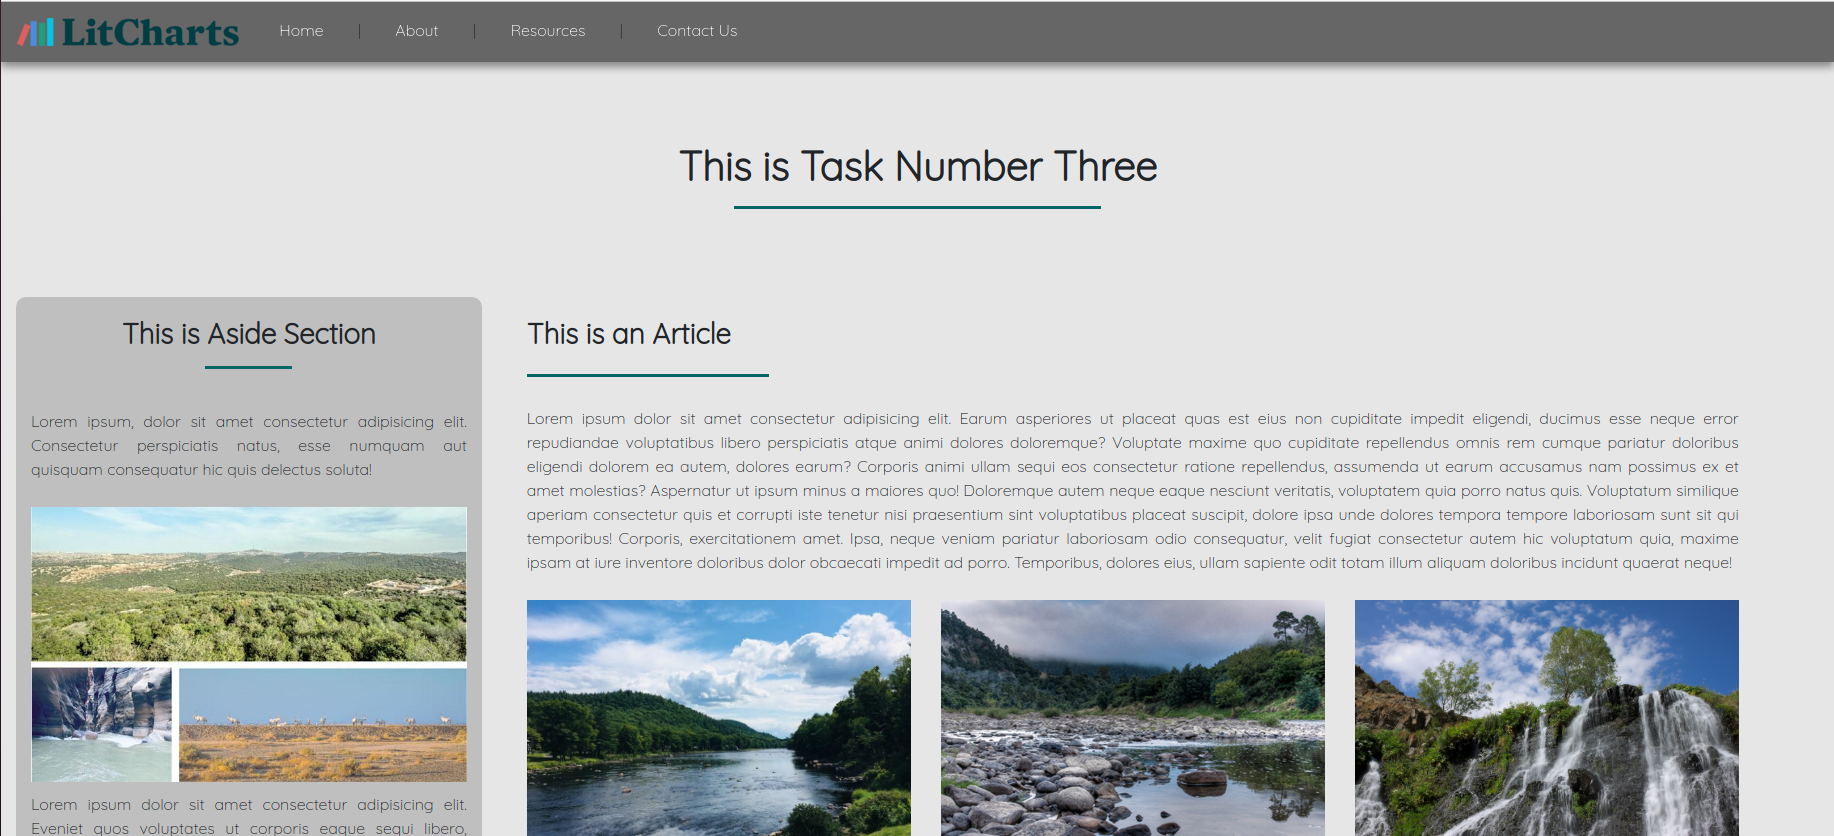 LitCharts
Home | About | Resources | Contact Us
This is Task Number Three
This is Aside Section
Lorem ipsum, dolor sit amet consectetur adipisicing elit.
Consectetur perspiciatis natus, esse numquam aut
quisquam consequatur hic quis delectus soluta!
Lorem ipsum dolor sit amet consectetur adipisicing elit.
Eveniet quos voluptates ut corporis eaque sequi libero,
This is an Article
Lorem ipsum dolor sit amet consectetur adipisicing elit. Earum asperiores ut placeat quas est eius non cupiditate impedit eligendi, ducimus esse neque error
repudiandae voluptatibus libero perspiciatis atque animi dolores doloremque? Voluptate maxime quo cupiditate repellendus omnis rem cumque pariatur doloribus
eligendi dolorem ea autem, dolores earum? Corporis animi ullam sequi eos consectetur ratione repellendus, assumenda ut earum accusamus nam possimus ex et
amet molestias? Aspernatur ut ipsum minus a maiores quo! Doloremque autem neque eaque nesciunt veritatis, voluptatem quia porro natus quis. Voluptatum similique
aperiam consectetur quis et corrupti iste tenetur nisi praesentium sint voluptatibus placeat suscipit, dolore ipsa unde dolores tempora tempore laboriosam sunt sit qui
temporibus! Corporis, exercitationem amet. Ipsa, neque veniam pariatur laboriosam odio consequatur, velit fugiat consectetur autem hic voluptatum quia, maxime
ipsam at iure inventore doloribus dolor obcaecati impedit ad porro. Temporibus, dolores eius, ullam sapiente odit totam illum aliquam doloribus incidunt quaerat neque!